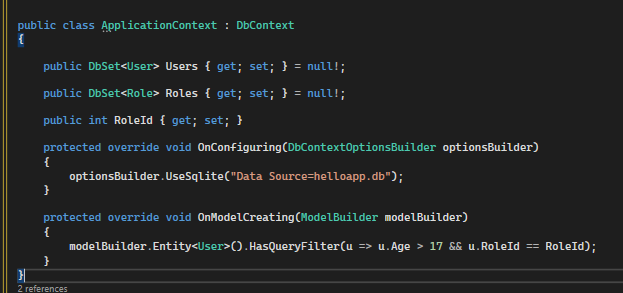 public class ApplicationContext : DbContext
{
public DbSet<User> Users { get; set; } = null!;
public DbSet<Role> Roles { get; set; } = null!;
public int RoleId { get; set; }
protected override void OnConfiguring(DbContextOptionsBuilder optionsBuilder)
{
optionsBuilder.UseSqlite("Data Source=helloapp.db");
}
protected override void OnModelCreating(ModelBuilder modelBuilder)
{
modelBuilder.Entity<User>().HasQueryFilter(u => u.Age > 17 && u.RoleId == RoleId);
}
}
2 references